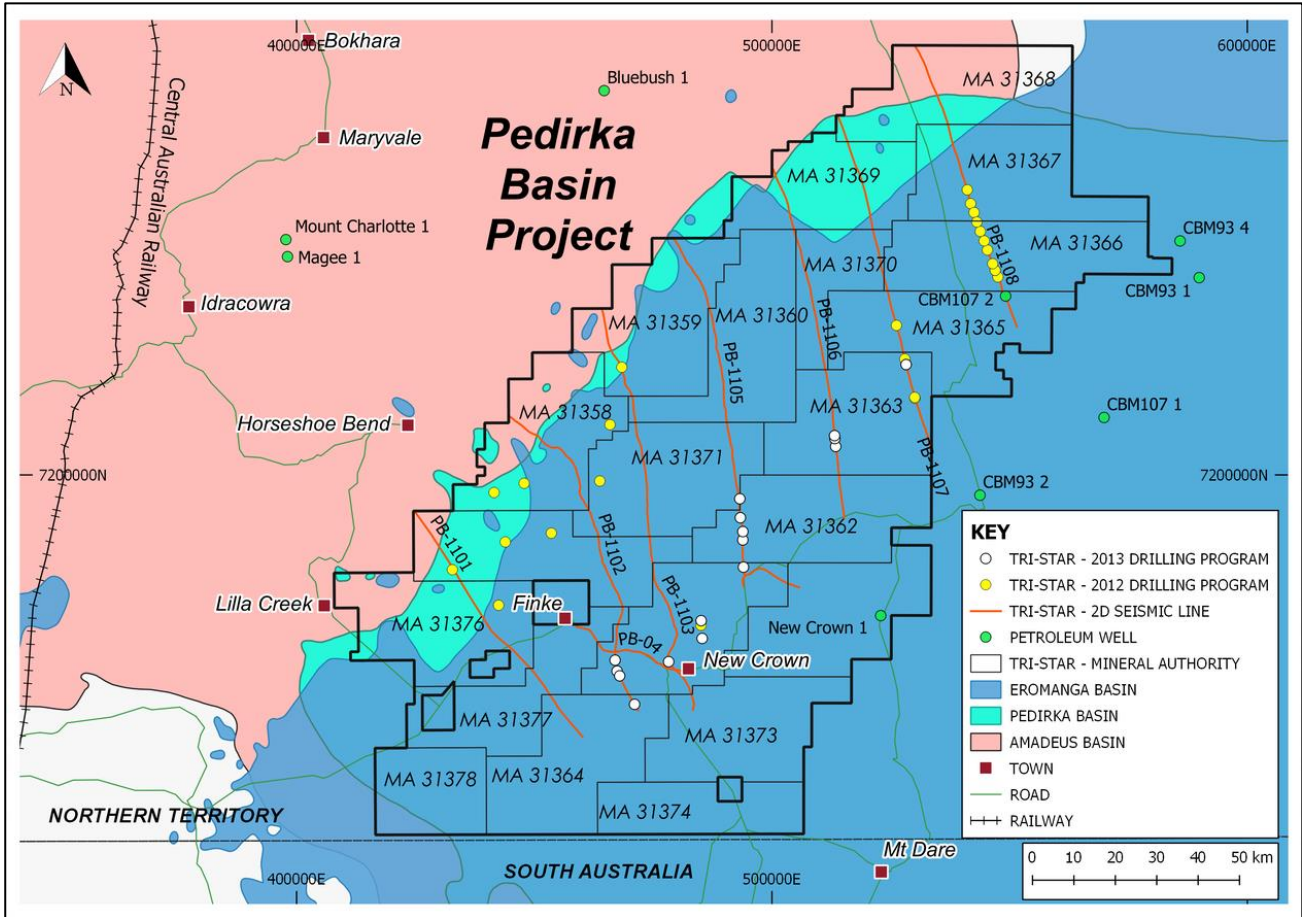 400000E
500000E
600000E
Bokhara
N
Central Australian Railway
Bluebush 1
MA 31368
Maryvale
Pedirka
Basin
Project
MA 31367
MA 31369
Mount Charlotte 1
Magee 1
CBM93 4
MA 31366
PB-1108
MA 31370
CBM93 1
CBM107 2
Idracowra
MA 31359
MA 31360
PB-1106
MA 31365
PB-1105
Horseshoe Bend
MA 31358
MA 31363
CBM107 1
MA 31371
PB-1107
7200000N
7200000N
CBM93 2
PB-1101
PB-1102
MA 31362
Lilla Creek
MA 31376
Finke
PB-1103
New Crown 1
PB-04
New Crown
MA 31377
MA 31373
MA 31378
MA 31364
MA 31374
NORTHERN TERRITORY
SOUTH AUSTRALIA
Mt Dare
400000E
500000E
KEY
TRI-STAR - 2013 DRILLING PROGRAM
TRI-STAR - 2012 DRILLING PROGRAM
TRI-STAR - 2D SEISMIC LINE
PETROLEUM WELL
TRI-STAR - MINERAL AUTHORITY
EROMANGA BASIN
PEDIRKA BASIN
AMADEUS BASIN
TOWN
ROAD
RAILWAY
0 10 20 30 40 50 km